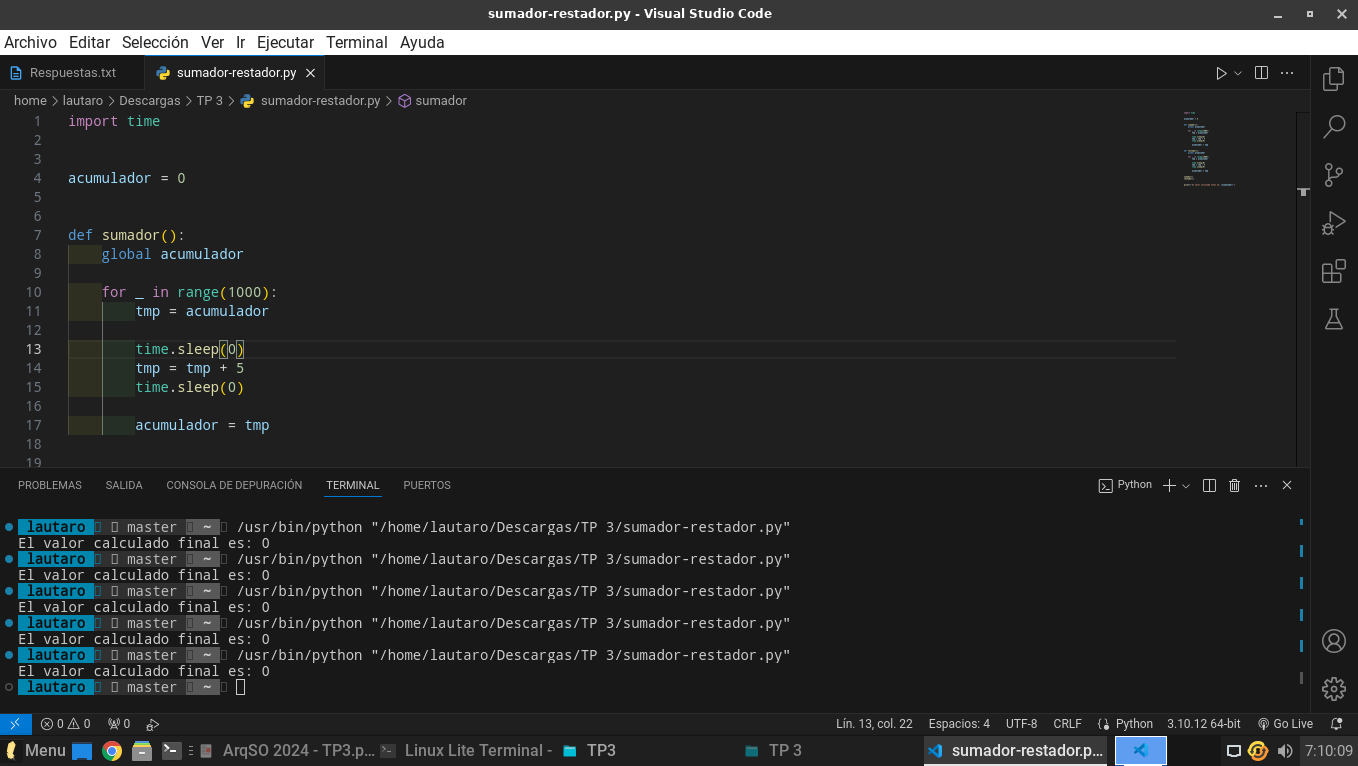 sumador-restador.py - Visual Studio Code
Archivo Editar Selección Ver Ir Ejecutar Terminal Ayuda
Respuestas.txt sumador-restador.py
home > lautaro > Descargas > TP 3 > sumador-restador.py > sumador
1 import time
2
3
4 acumulador = 0
5
6
7 def sumador():
8 global acumulador
9
10 for _ in range(1000):
11 tmp = acumulador
12
13 time.sleep(0)
14 tmp = tmp + 5
15 time.sleep(0)
16
17 acumulador = tmp
18
19
PROBLEMAS SALIDA CONSOLA DE DEPURACIÓN TERMINAL PUERTOS Python
lautaro master ~ /usr/bin/python "/home/lautaro/Descargas/TP 3/sumador-restador.py"
El valor calculado final es: 0
lautaro master ~ /usr/bin/python "/home/lautaro/Descargas/TP 3/sumador-restador.py"
El valor calculado final es: 0
lautaro master ~ /usr/bin/python "/home/lautaro/Descargas/TP 3/sumador-restador.py"
El valor calculado final es: 0
lautaro master ~ /usr/bin/python "/home/lautaro/Descargas/TP 3/sumador-restador.py"
El valor calculado final es: 0
lautaro master ~ /usr/bin/python "/home/lautaro/Descargas/TP 3/sumador-restador.py"
El valor calculado final es: 0
lautaro master ~
0 0 0 Lín. 13, col. 22 Espacios: 4 UTF-8 CRLF Python 3.10.12 64-bit Go Live
Menu ArqSO 2024 - TP3.p... Linux Lite Terminal - TP3 TP 3 sumador-restador.p... 7:10:09